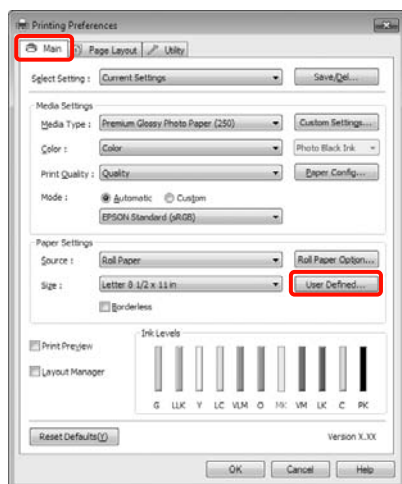 Printing Preferences
Main Page Layout Utility
Select Setting : Current Settings Save/Del...
Media Settings
Media Type : Premium Glossy Photo Paper (250) Custom Settings...
Color : Color Photo Black Ink
Print Quality : Quality Paper Config...
Mode : Automatic Custom
EPSON Standard (sRGB)
Paper Settings
Source : Roll Paper Roll Paper Option...
Size : Letter 8 1/2 x 11 in User Defined...
Borderless
Ink Levels
Print Preview
Layout Manager
G LLK Y LC VLM O MK VM LK C PK
Reset Defaults(Y) Version X.XX
OK Cancel Help